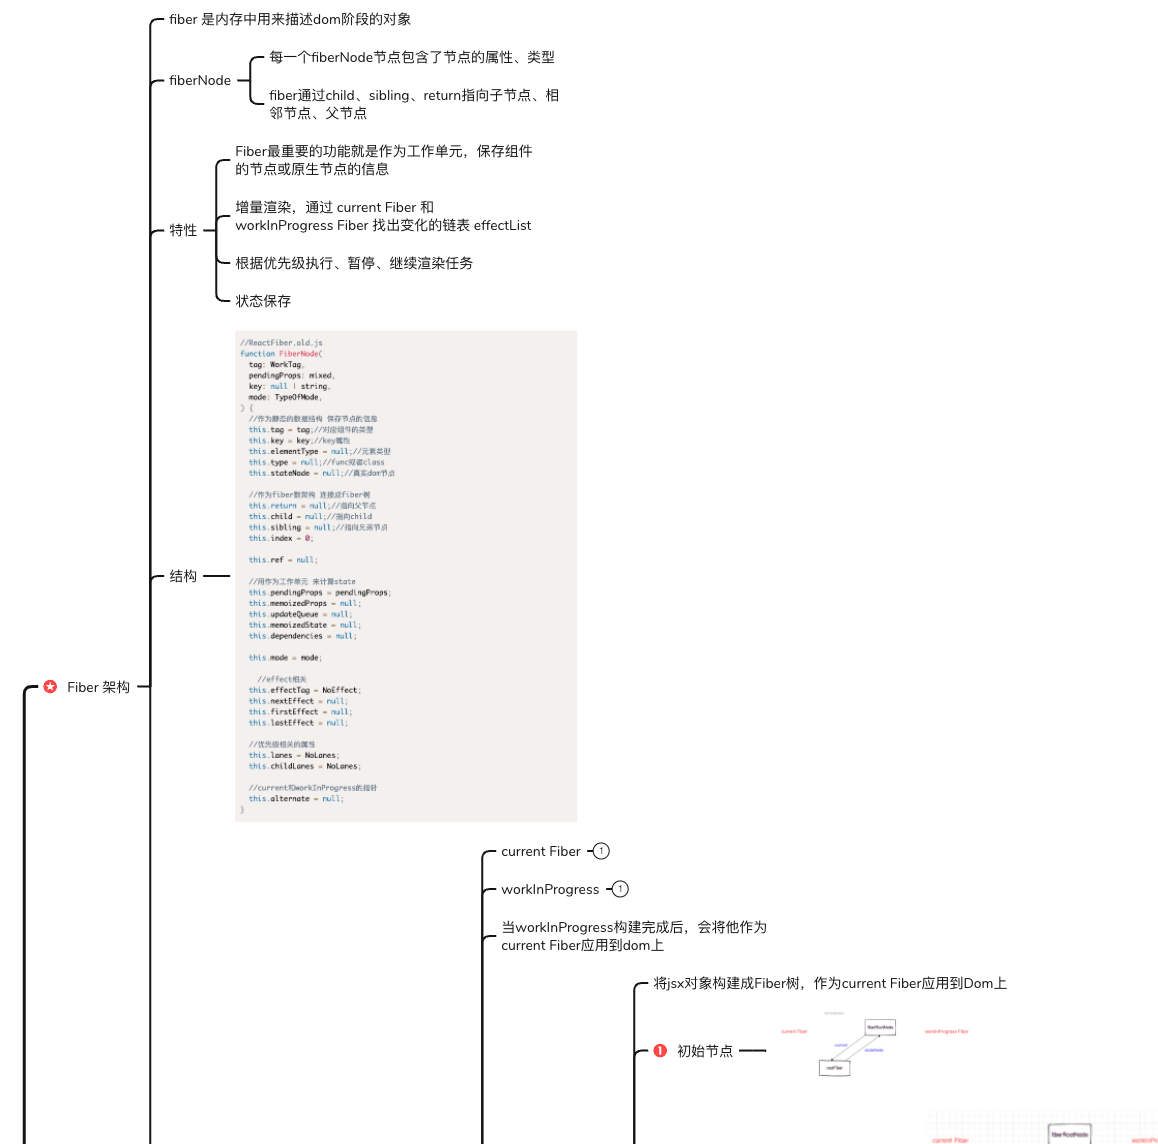 fiber 是内存中用来描述dom阶段的对象
fiberNode
每一个fiberNode节点包含了节点的属性、类型
fiber通过child、sibling、return指向子节点、相
邻节点、父节点
特性
Fiber最重要的功能就是作为工作单元，保存组件
的节点或原生节点的信息
增量渲染，通过 current Fiber 和
workInProgress Fiber 找出变化的链表 effectList
根据优先级执行、暂停、继续渲染任务
状态保存
结构
//ReactFiber.old.js
function FiberNode(
tag: WorkTag,
pendingProps: mixed,
key: null | string,
mode: TypeOfMode,
) {
//作为静态的数据结构 保存节点的信息
this.tag = tag;//对应组件的类型
this.key = key;//key属性
this.elementType = null;//元素类型
this.type = null;//func或者class
this.stateNode = null;//真实dom节点
//作为fiber数架构 连接成fiber树
this.return = null;//指向父节点
this.child = null;//指向child
this.sibling = null;//指向兄弟节点
this.index = 0;
this.ref = null;
//用作为工作单元 来计算state
this.pendingProps = pendingProps;
this.memoizedProps = null;
this.updateQueue = null;
this.memoizedState = null;
this.dependencies = null;
this.mode = mode;
//effect相关
this.effectTag = NoEffect;
this.nextEffect = null;
this.firstEffect = null;
this.lastEffect = null;
//优先级相关的属性
this.lanes = NoLanes;
this.childLanes = NoLanes;
//current和workInProgress的指针
this.alternate = null;
}
Fiber 架构
current Fiber 1
workInProgress 1
当workInProgress构建完成后，会将他作为
current Fiber应用到dom上
将jsx对象构建成Fiber树，作为current Fiber应用到Dom上
1 初始节点
current Fiber
fiberRootNode
workInProgress Fiber
current
stateNode
rootFiber
current Fiber
fiberRootNode